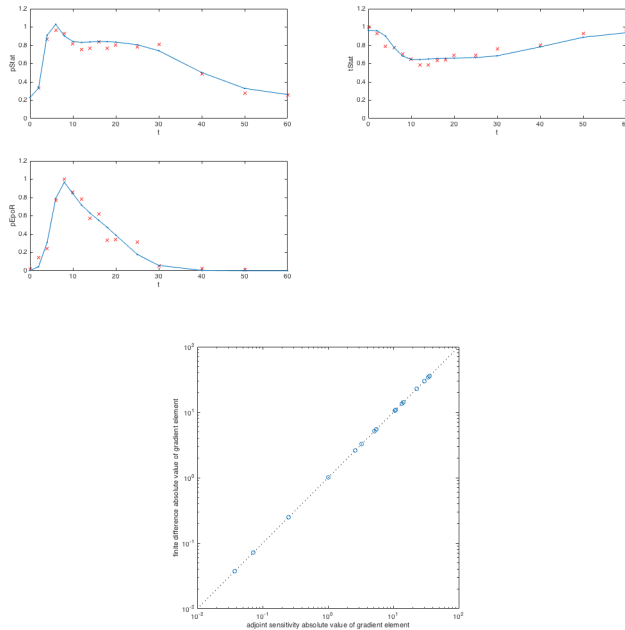 1.2
1
0.8
0.6
0.4
0.2
0
pStat
0 10 20 30 40 50 60
t
1.2
1
0.8
0.6
0.4
0.2
0
tStat
0 10 20 30 40 50 60
t
1.2
1
0.8
0.6
0.4
0.2
0
pEpoR
0 10 20 30 40 50 60
t
10²
10¹
10⁰
10⁻¹
10⁻²
finite difference absolute value of gradient element
10⁻² 10⁻¹ 10⁰ 10¹ 10²
adjoint sensitivity absolute value of gradient element